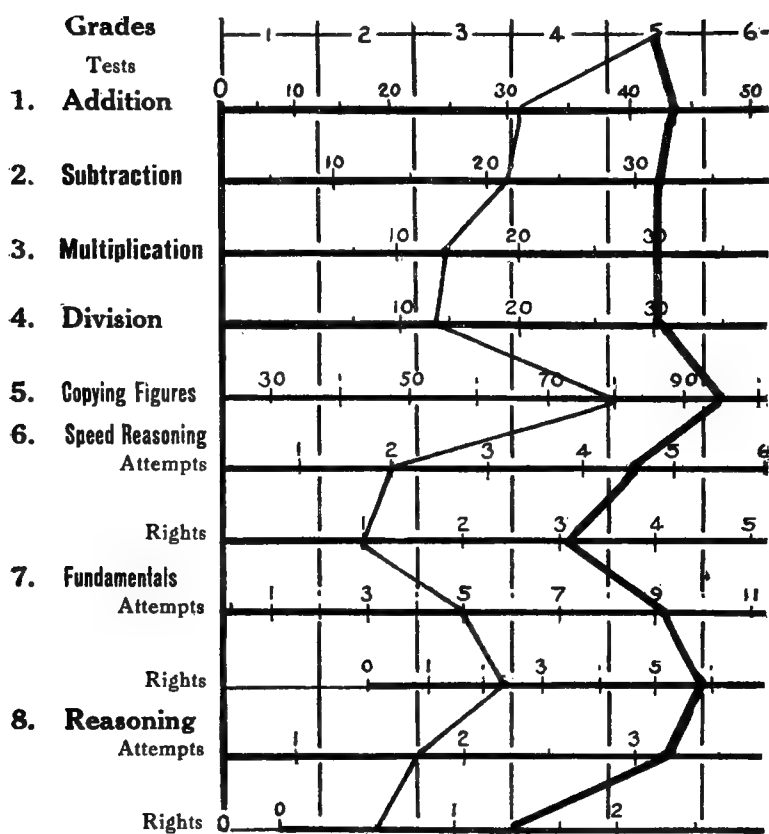 Grades 1 2 3 4 5 6
Tests
0 10 20 30 40 50
1. Addition
10 20 30
2. Subtraction
10 20 30
3. Multiplication
10 20 30
4. Division
30 50 70 90
5. Copying Figures
6. Speed Reasoning
Attempts 1 2 3 4 5 6
Rights 1 2 3 4 5
7. Fundamentals
Attempts 1 3 5 7 9 11
Rights 0 1 3 5
8. Reasoning
Attempts 1 2 3
Rights 0 0 1 2